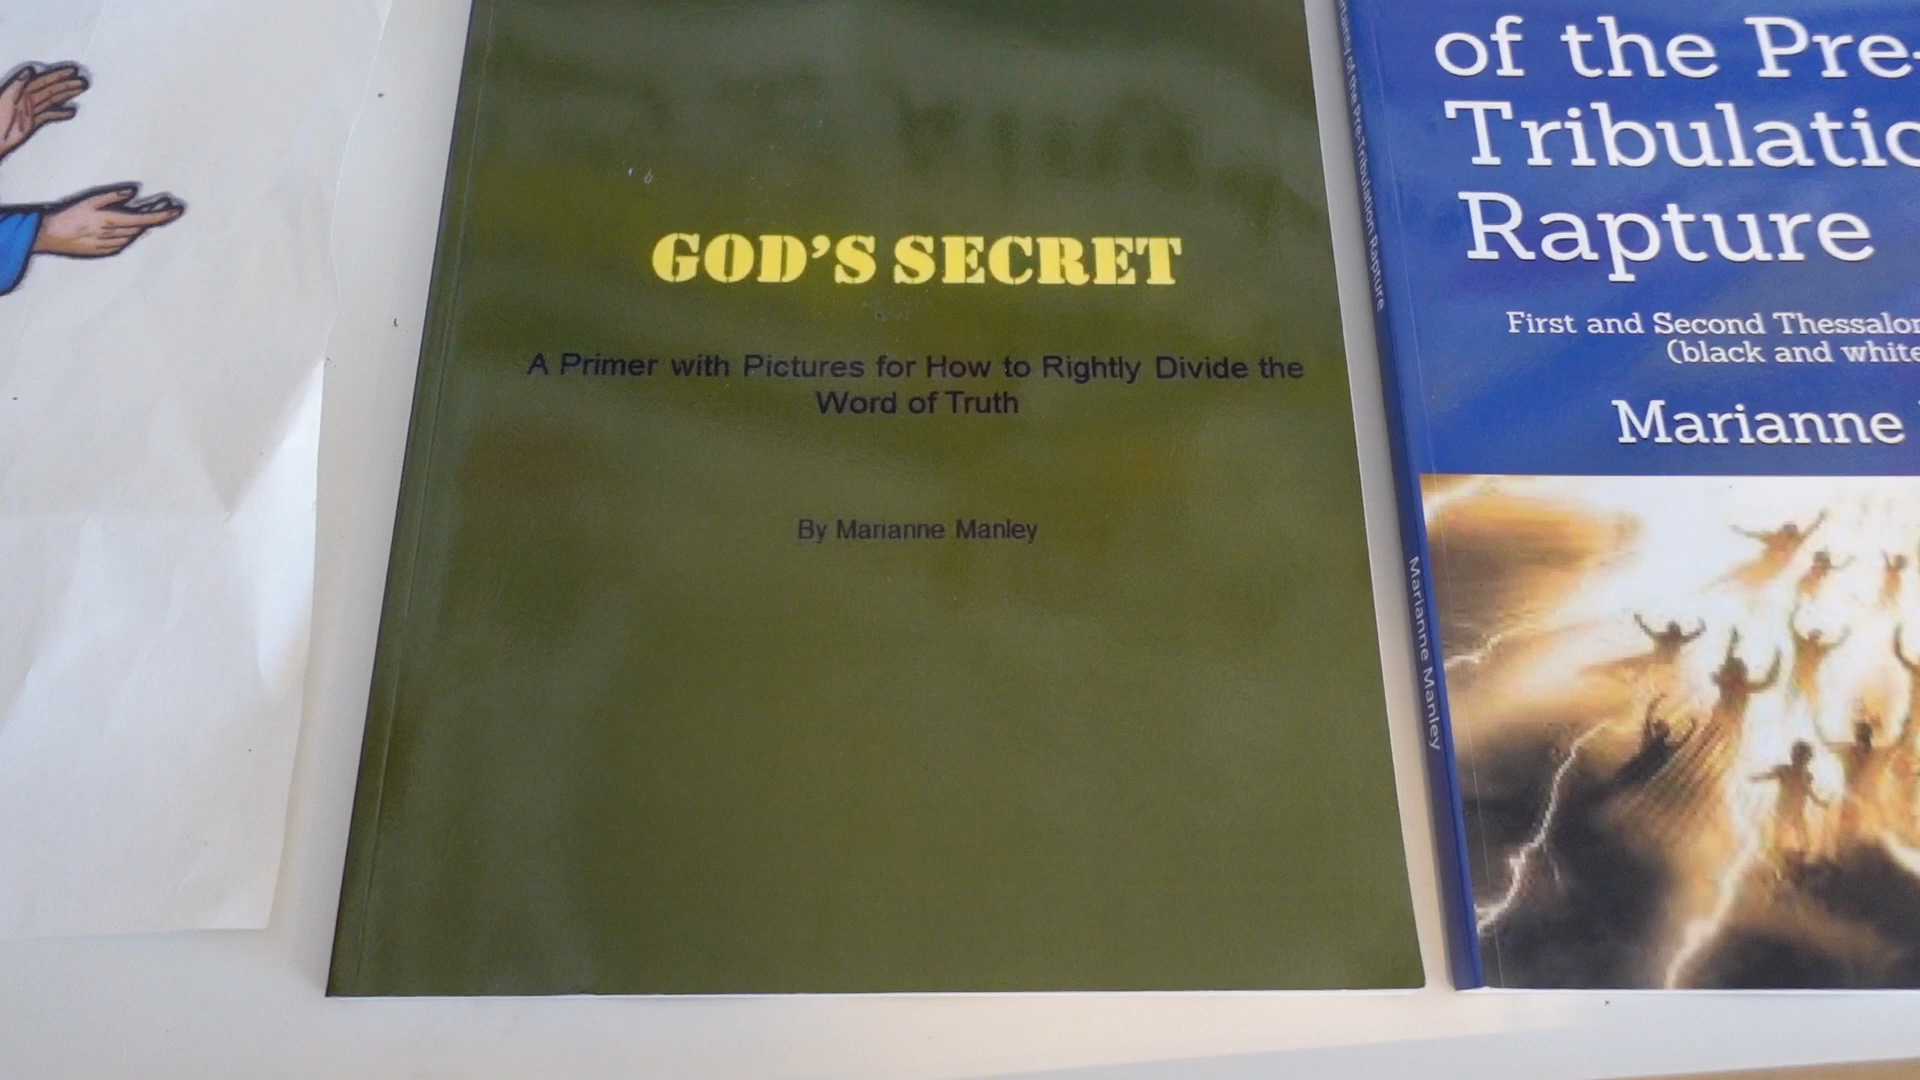 GOD'S SECRET
A Primer with Pictures for How to Rightly Divide the
Word of Truth
By Marianne Manley
of the Pre-
Tribulatio
Rapture
First and Second Thessalon
(black and white
Marianne
of the Pre-Tribulation Rapture
Marianne Manley